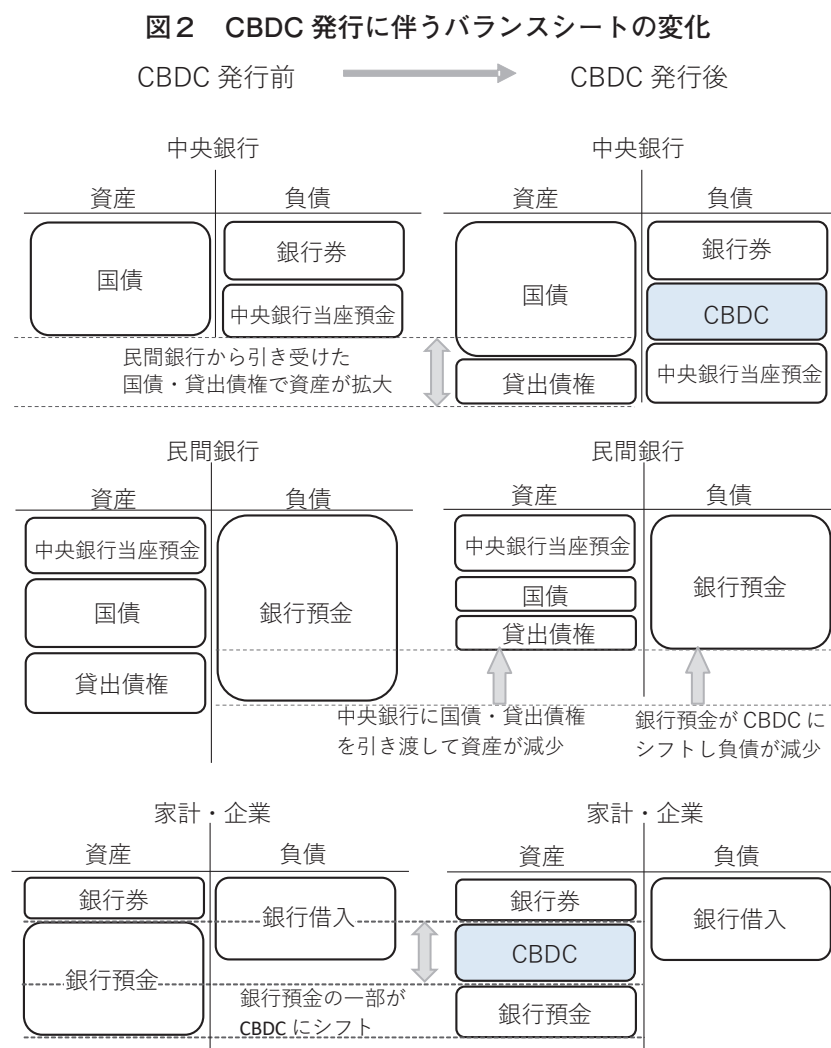 図2 CBDC 発行に伴うバランスシートの変化
CBDC 発行前
CBDC 発行後
中央銀行
資産
負債
国債
銀行券
中央銀行当座預金
民間銀行から引き受けた
国債・貸出債権で資産が拡大
中央銀行
資産
負債
国債
貸出債権
銀行券
CBDC
中央銀行当座預金
民間銀行
資産
負債
中央銀行当座預金
国債
貸出債権
銀行預金
民間銀行
資産
負債
中央銀行当座預金
国債
貸出債権
銀行預金
中央銀行に国債・貸出債権
を引き渡して資産が減少
銀行預金が CBDC に
シフトし負債が減少
家計・企業
資産
負債
銀行券
銀行預金
銀行借入
銀行預金の一部が
CBDC にシフト
家計・企業
資産
負債
銀行券
CBDC
銀行預金
銀行借入